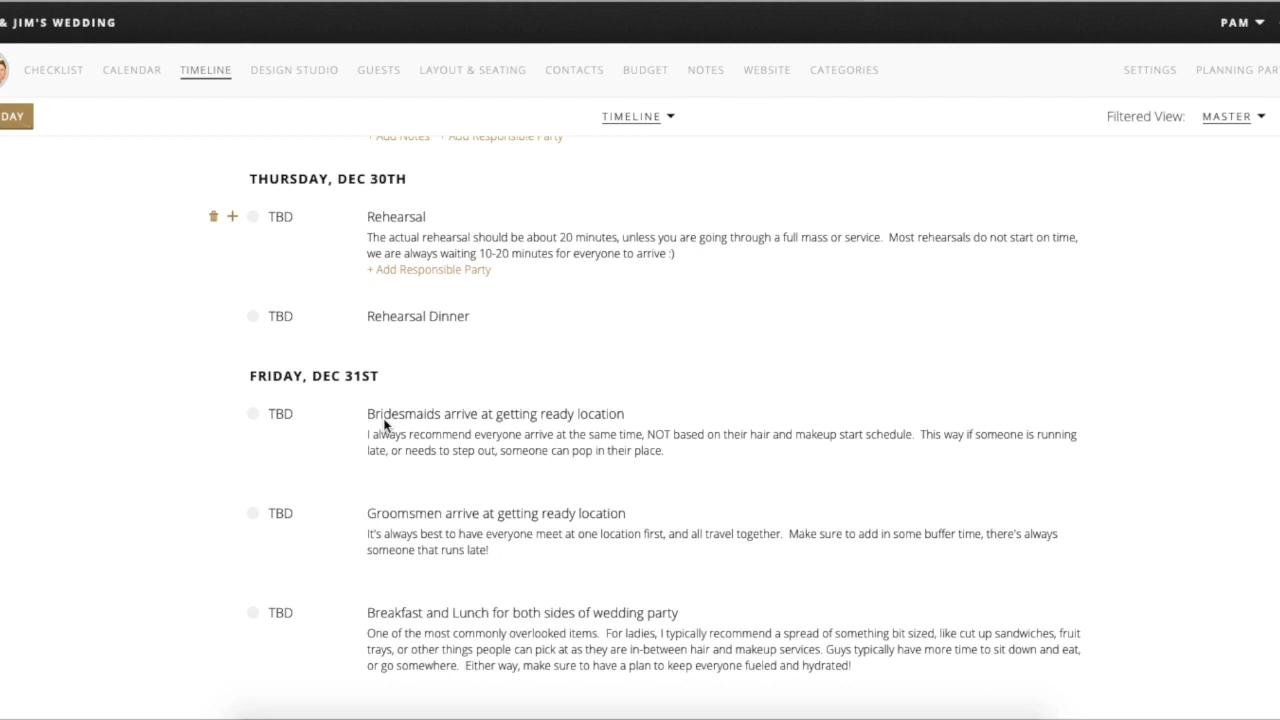 & JIM'S WEDDING
PAM
CHECKLIST CALENDAR TIMELINE DESIGN STUDIO GUESTS LAYOUT & SEATING CONTACTS BUDGET NOTES WEBSITE CATEGORIES SETTINGS PLANNING PAR
DAY
TIMELINE
Filtered View: MASTER
+ Add Notes + Add Responsible Party
THURSDAY, DEC 30TH
TBD Rehearsal
The actual rehearsal should be about 20 minutes, unless you are going through a full mass or service.  Most rehearsals do not start on time,
we are always waiting 10-20 minutes for everyone to arrive :)
+ Add Responsible Party
TBD Rehearsal Dinner
FRIDAY, DEC 31ST
TBD Bridesmaids arrive at getting ready location
I always recommend everyone arrive at the same time, NOT based on their hair and makeup start schedule.  This way if someone is running
late, or needs to step out, someone can pop in their place.
TBD Groomsmen arrive at getting ready location
It's always best to have everyone meet at one location first, and all travel together.  Make sure to add in some buffer time, there's always
someone that runs late!
TBD Breakfast and Lunch for both sides of wedding party
One of the most commonly overlooked items.  For ladies, I typically recommend a spread of something bit sized, like cut up sandwiches, fruit
trays, or other things people can pick at as they are in-between hair and makeup services. Guys typically have more time to sit down and eat,
or go somewhere.  Either way, make sure to have a plan to keep everyone fueled and hydrated!